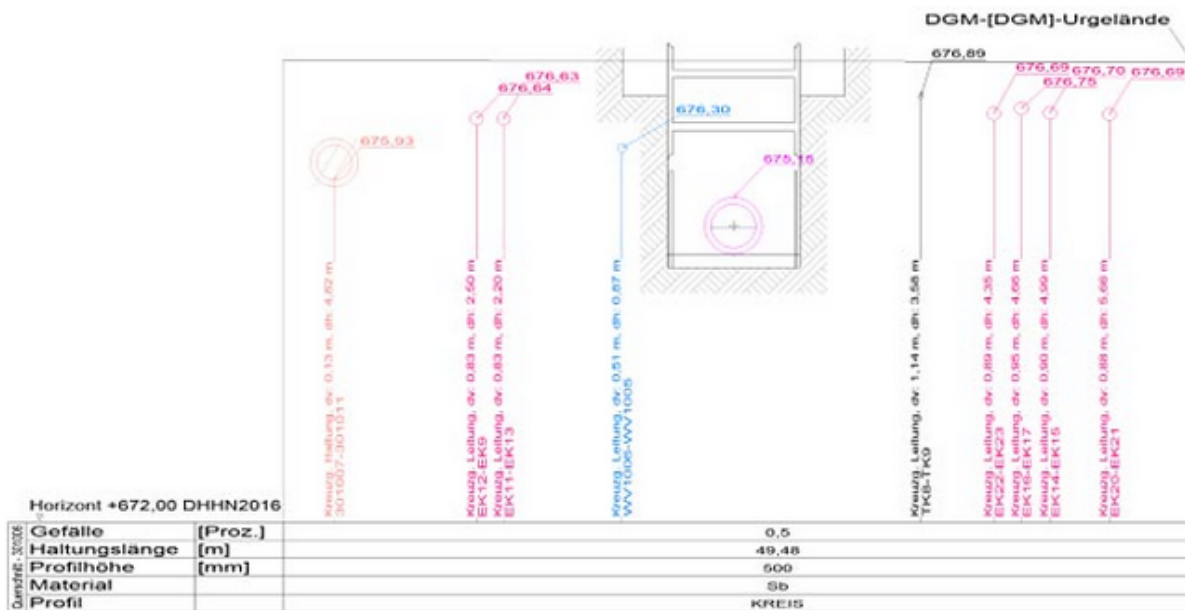 DGM-[DGM]-Urgelände
676,89
676,63
676,64
676,69
676,70
676,75
676,69
676,30
675,93
675,15
Kreuzg. Haltung, dv: 0,13 m, dh: 4,82 m
301007-301011
Kreuzg. Leitung, dv: 0,83 m, dh: 2,50 m
EK12-EK9
Kreuzg. Leitung, dv: 0,83 m, dh: 2,20 m
EK11-EK13
Kreuzg. Leitung, dv: 0,51 m, dh: 0,87 m
WV1006-WV1005
Kreuzg. Leitung, dv: 1,14 m, dh: 3,58 m
TK8-TK9
Kreuzg. Leitung, dv: 0,89 m, dh: 4,35 m
EK22-EK23
Kreuzg. Leitung, dv: 0,95 m, dh: 4,66 m
EK16-EK17
Kreuzg. Leitung, dv: 0,90 m, dh: 4,99 m
EK14-EK15
Kreuzg. Leitung, dv: 0,88 m, dh: 5,66 m
EK20-EK21
Horizont +672,00 DHHN2016
Querschnitt - 301006
Gefälle [Proz.] 0,5
Haltungslänge [m] 49,48
Profilhöhe [mm] 500
Material Sb
Profil KREIS